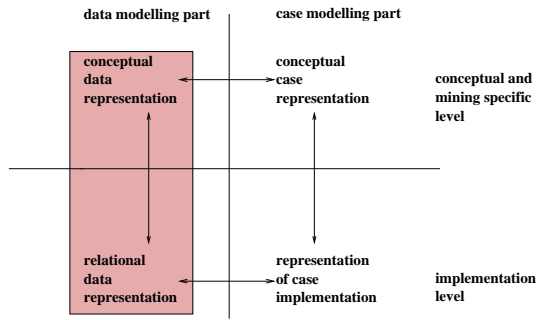 data modelling part
case modelling part
conceptual
data
representation
conceptual
case
representation
conceptual and
mining specific
level
relational
data
representation
representation
of case
implementation
implementation
level